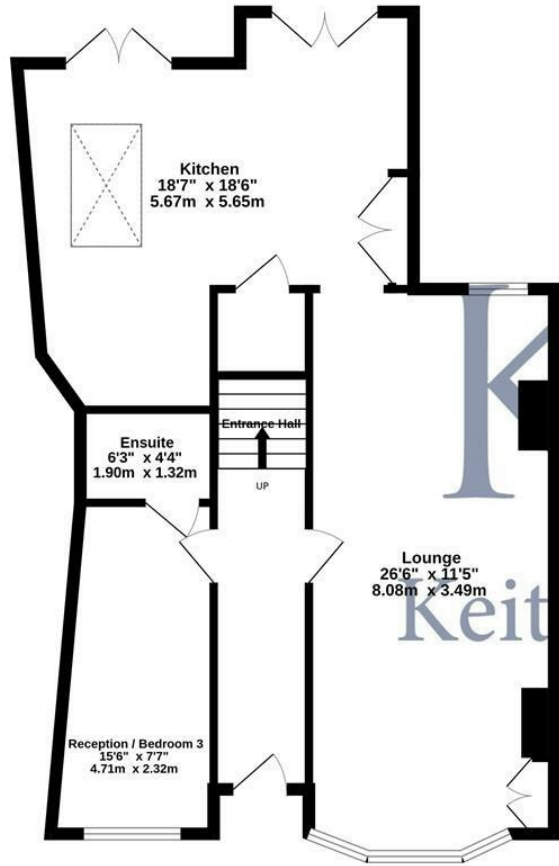 Kitchen
18'7" x 18'6"
5.67m x 5.65m
Entrance Hall
UP
Ensuite
6'3" x 4'4"
1.90m x 1.32m
Lounge
26'6" x 11'5"
8.08m x 3.49m
K
Keit
Reception / Bedroom 3
15'6" x 7'7"
4.71m x 2.32m